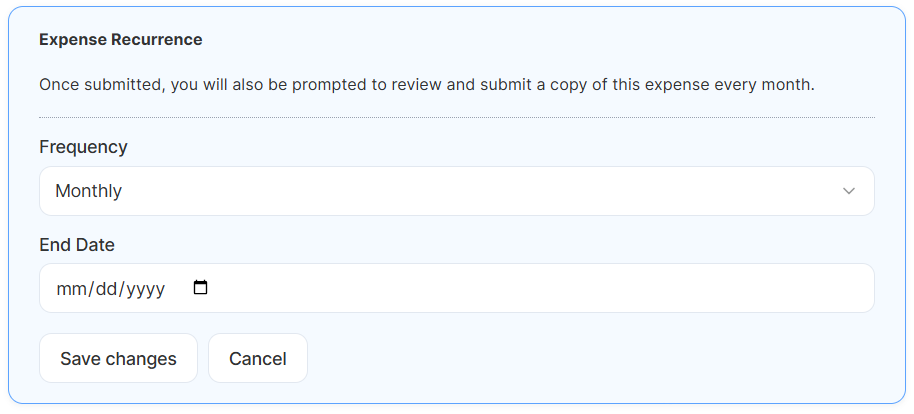 Expense Recurrence
Once submitted, you will also be prompted to review and submit a copy of this expense every month.
Frequency
Monthly
End Date
mm/dd/yyyy
Save changes
Cancel